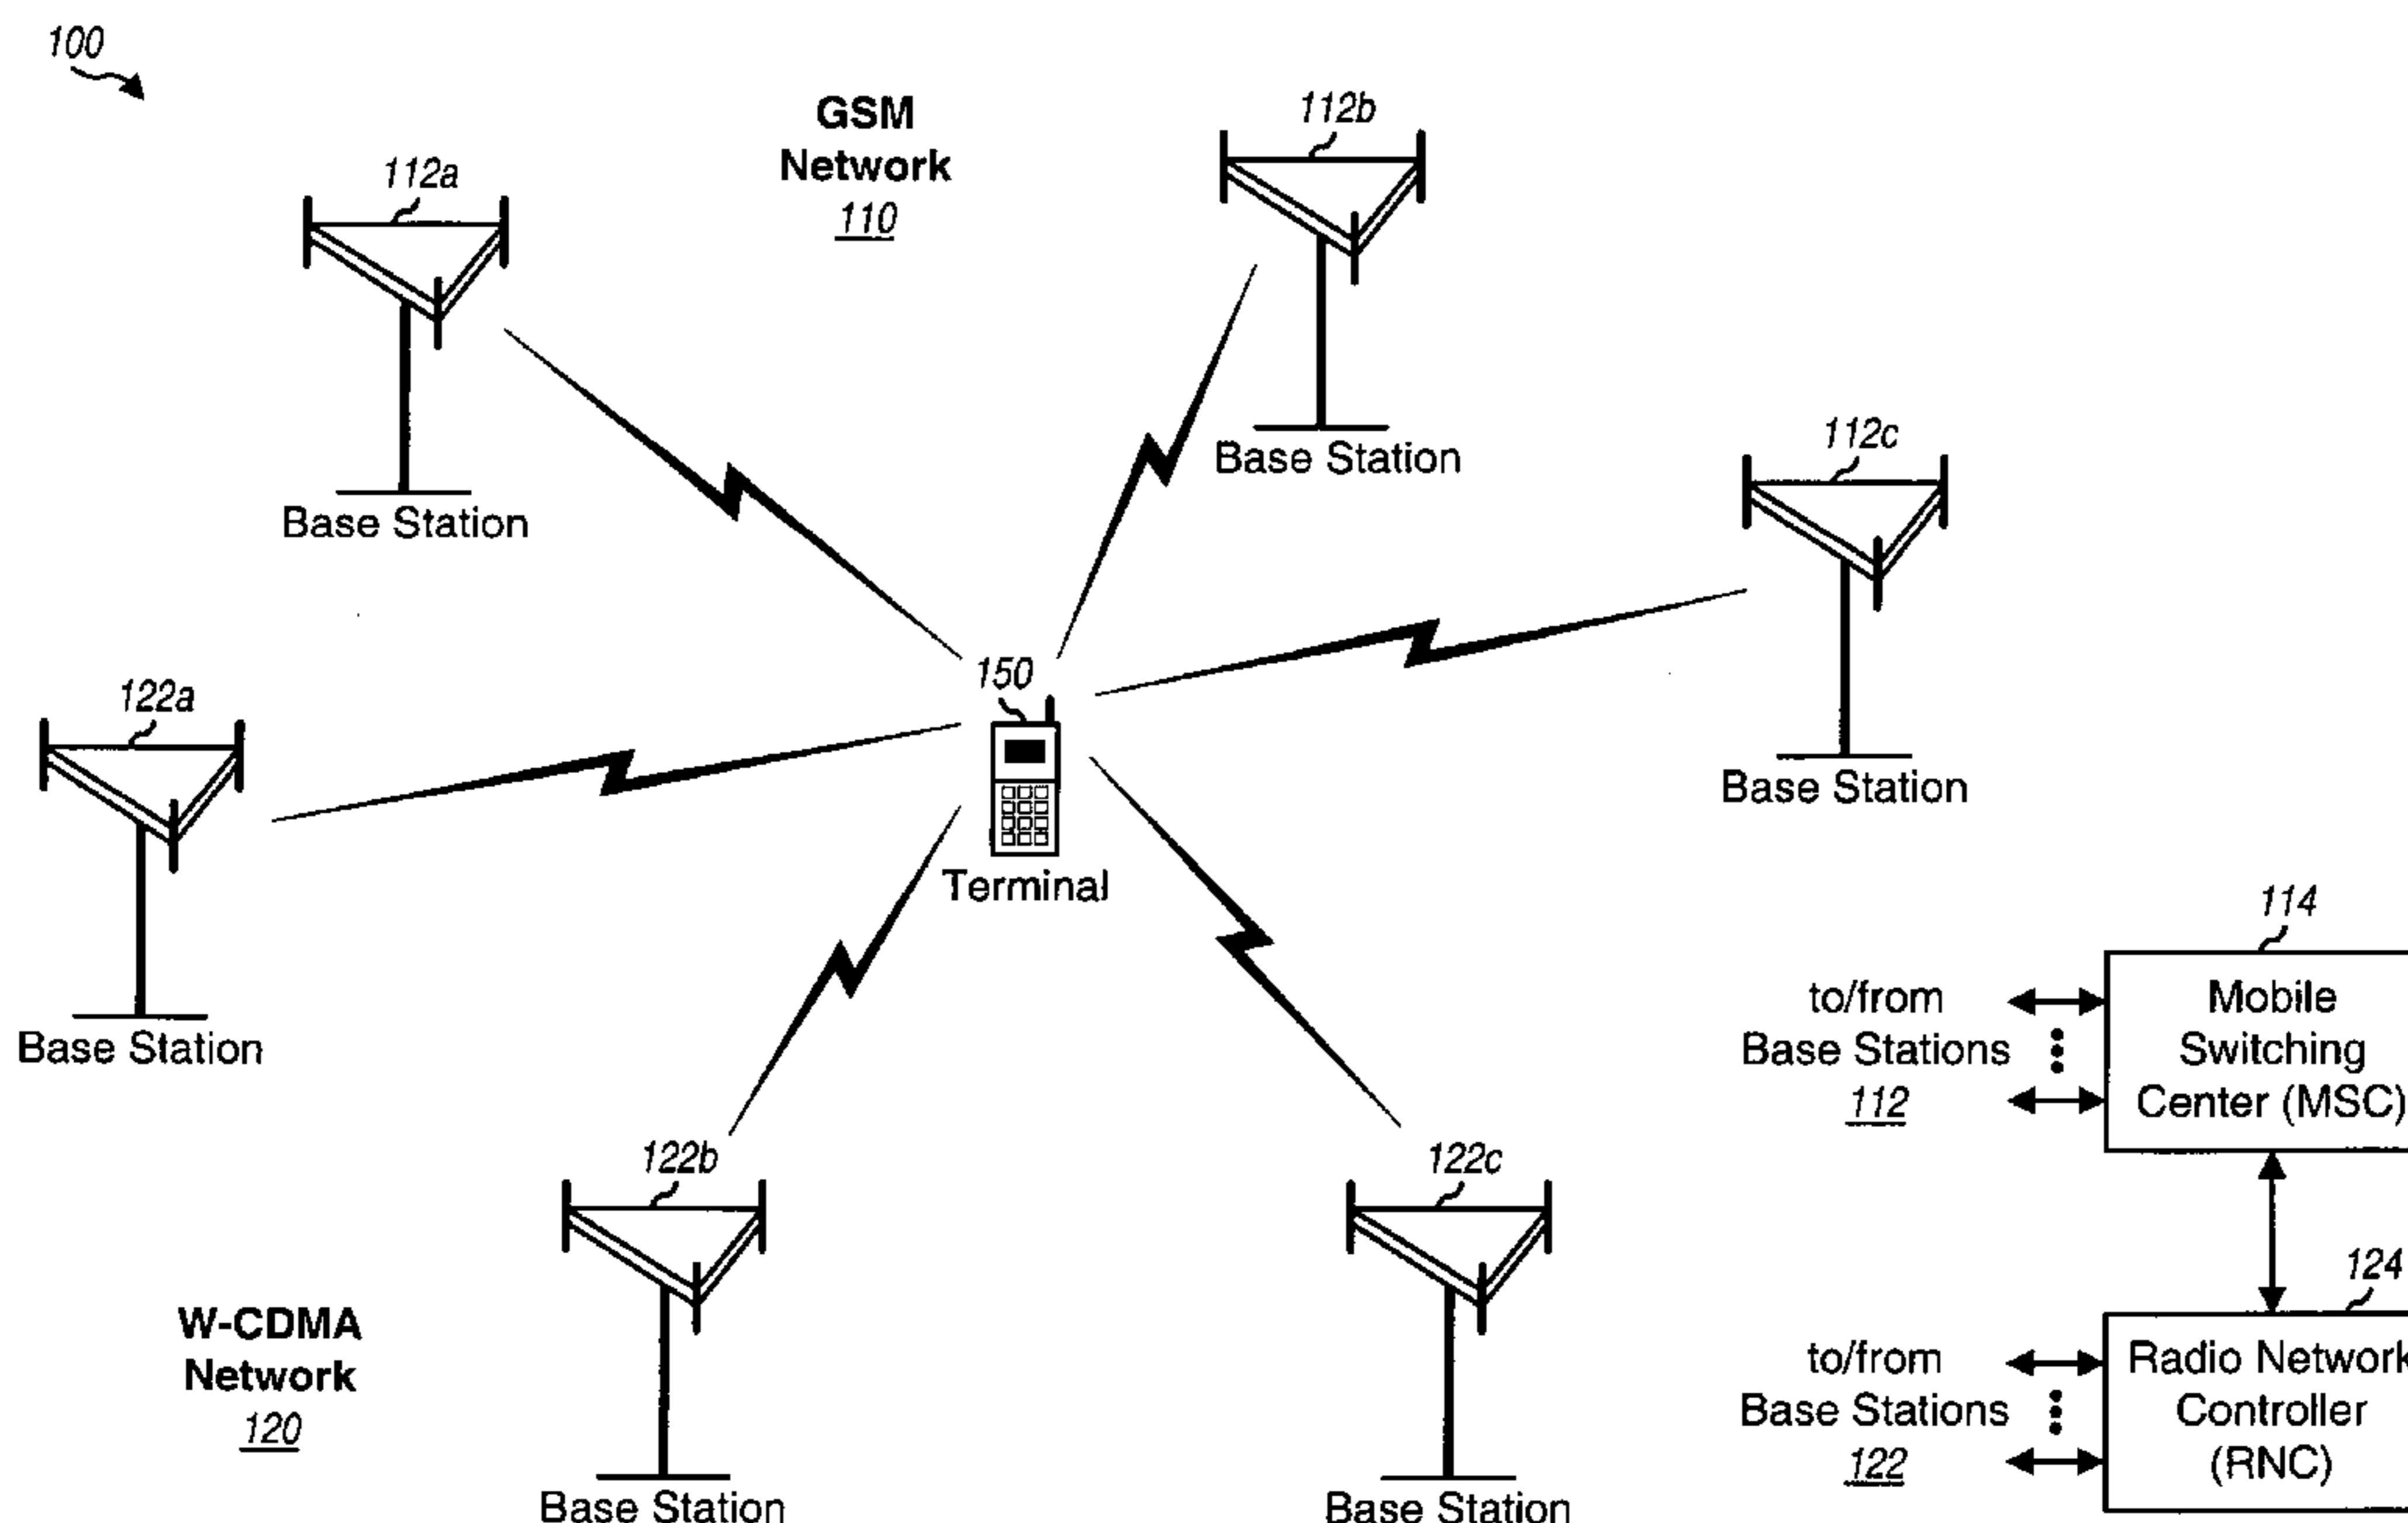 100
GSM
Network
110
112b
112a
Base Station
Base Station
112c
Base Station
150
Terminal
122a
Base Station
114
to/from
Base Stations
112
Mobile
Switching
Center (MSC)
122b
Base Station
122c
Base Station
W-CDMA
Network
120
124
to/from
Base Stations
122
Radio Network
Controller
(RNC)